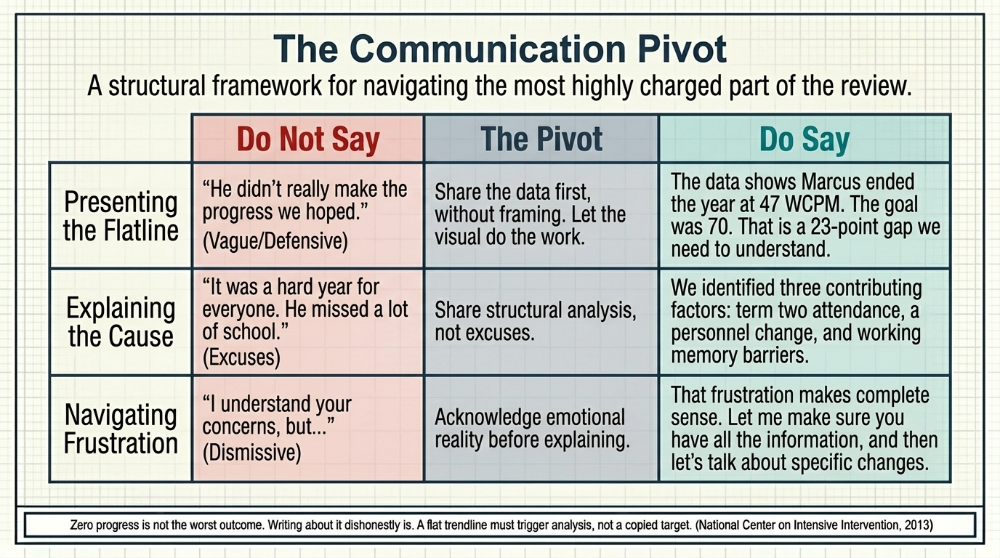 The Communication Pivot
A structural framework for navigating the most highly charged part of the review.
Do Not Say
The Pivot
Do Say
Presenting
the Flatline
“He didn’t really make the
progress we hoped.”
(Vague/Defensive)
Share the data first,
without framing. Let the
visual do the work.
The data shows Marcus ended
the year at 47 WCPM. The goal
was 70. That is a 23-point gap we
need to understand.
Explaining
the Cause
“It was a hard year for
everyone. He missed a lot
of school.”
(Excuses)
Share structural analysis,
not excuses.
We identified three contributing
factors: term two attendance, a
personnel change, and working
memory barriers.
Navigating
Frustration
“I understand your
concerns, but...”
(Dismissive)
Acknowledge emotional
reality before explaining.
That frustration makes complete
sense. Let me make sure you
have all the information, and then
let’s talk about specific changes.
Zero progress is not the worst outcome. Writing about it dishonestly is. A flat trendline must trigger analysis, not a copied target. (National Center on Intensive Intervention, 2013)